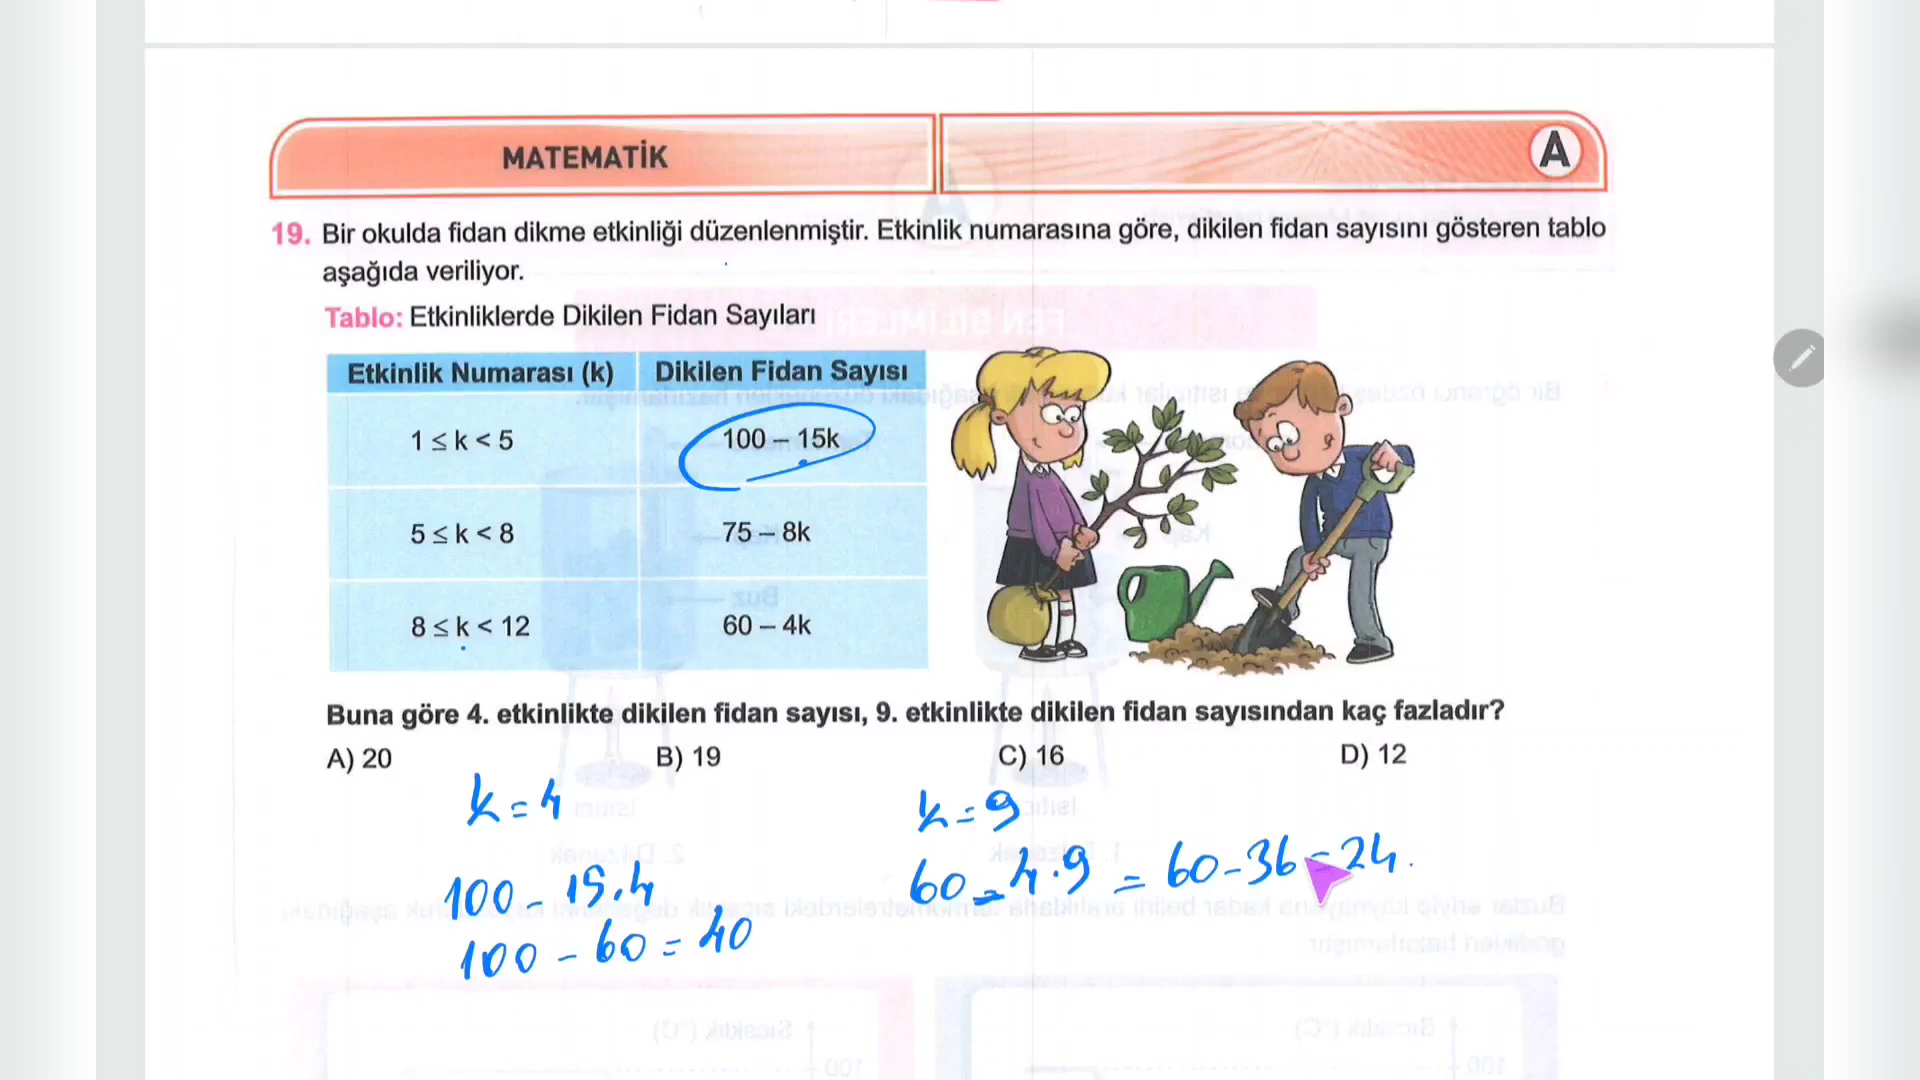 MATEMATİK
A
19. Bir okulda fidan dikme etkinliği düzenlenmiştir. Etkinlik numarasına göre, dikilen fidan sayısını gösteren tablo
aşağıda veriliyor.
Tablo: Etkinliklerde Dikilen Fidan Sayıları
Etkinlik Numarası (k) Dikilen Fidan Sayısı
1 ≤ k < 5 100 – 15k
5 ≤ k < 8 75 – 8k
8 ≤ k < 12 60 – 4k
Buna göre 4. etkinlikte dikilen fidan sayısı, 9. etkinlikte dikilen fidan sayısından kaç fazladır?
A) 20 B) 19 C) 16 D) 12
k = 4
100 - 15.4
100 - 60 = 40
k = 9
60 - 4.9 = 60 - 36 = 24.